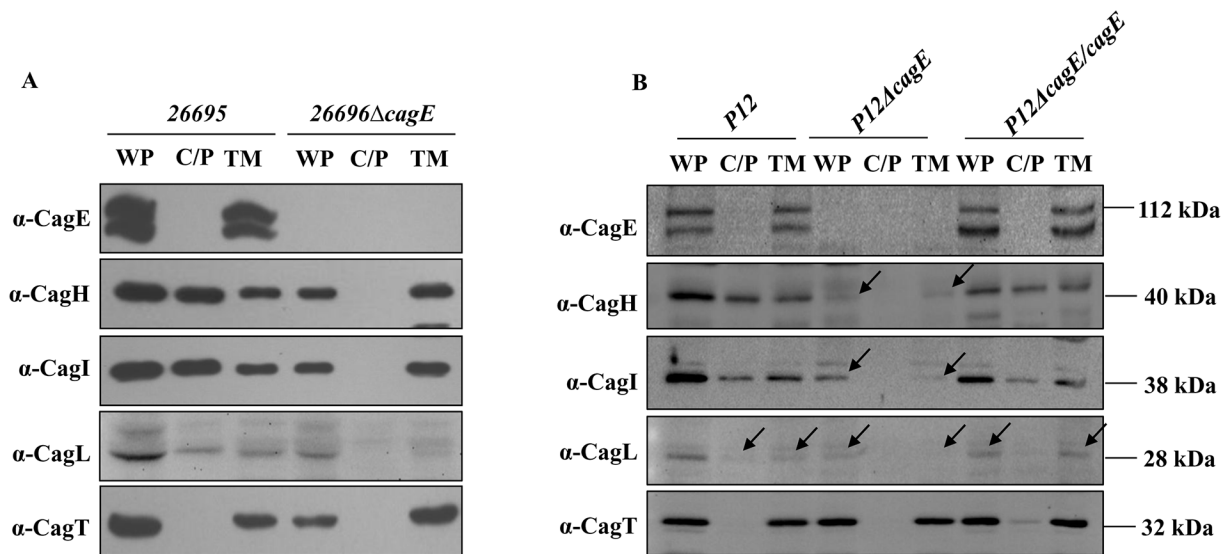 A
26695 26696ΔcagE
WP C/P TM WP C/P TM
α-CagE
α-CagH
α-CagI
α-CagL
α-CagT
B
P12 P12ΔcagE P12ΔcagE/cagE
WP C/P TM WP C/P TM WP C/P TM
α-CagE 112 kDa
α-CagH 40 kDa
α-CagI 38 kDa
α-CagL 28 kDa
α-CagT 32 kDa